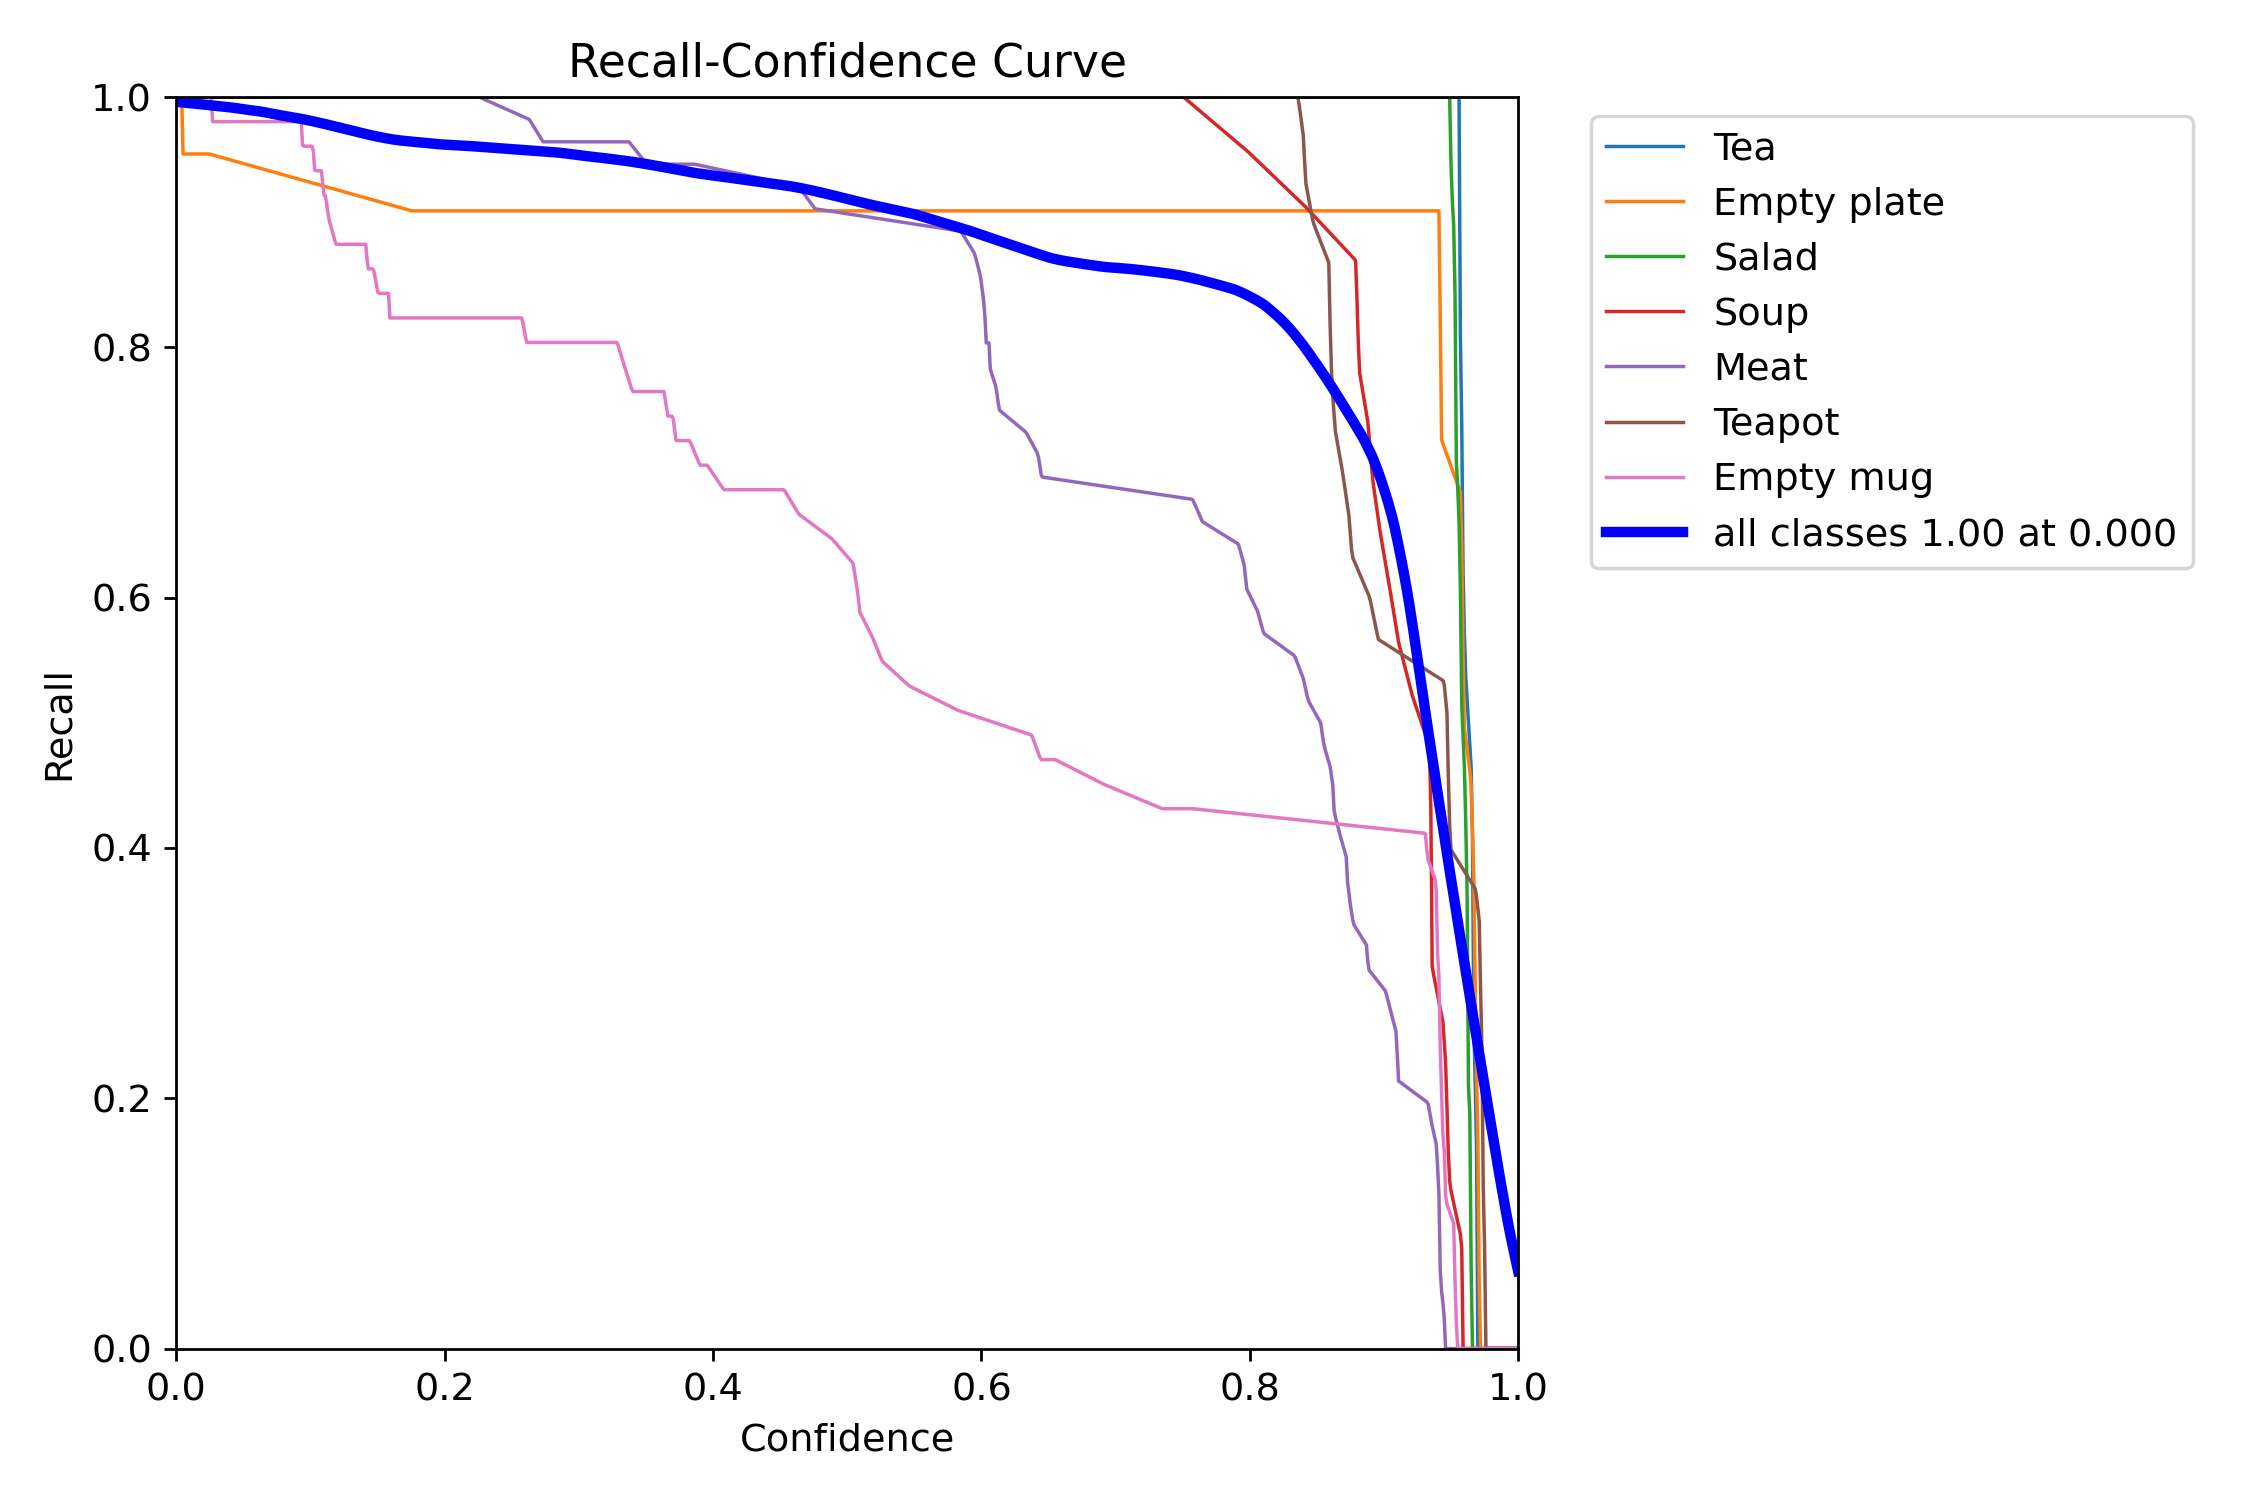 Recall-Confidence Curve
1.0
0.8
0.6
0.4
0.2
0.0
Recall
0.0 0.2 0.4 0.6 0.8 1.0
Confidence
Tea
Empty plate
Salad
Soup
Meat
Teapot
Empty mug
all classes 1.00 at 0.000